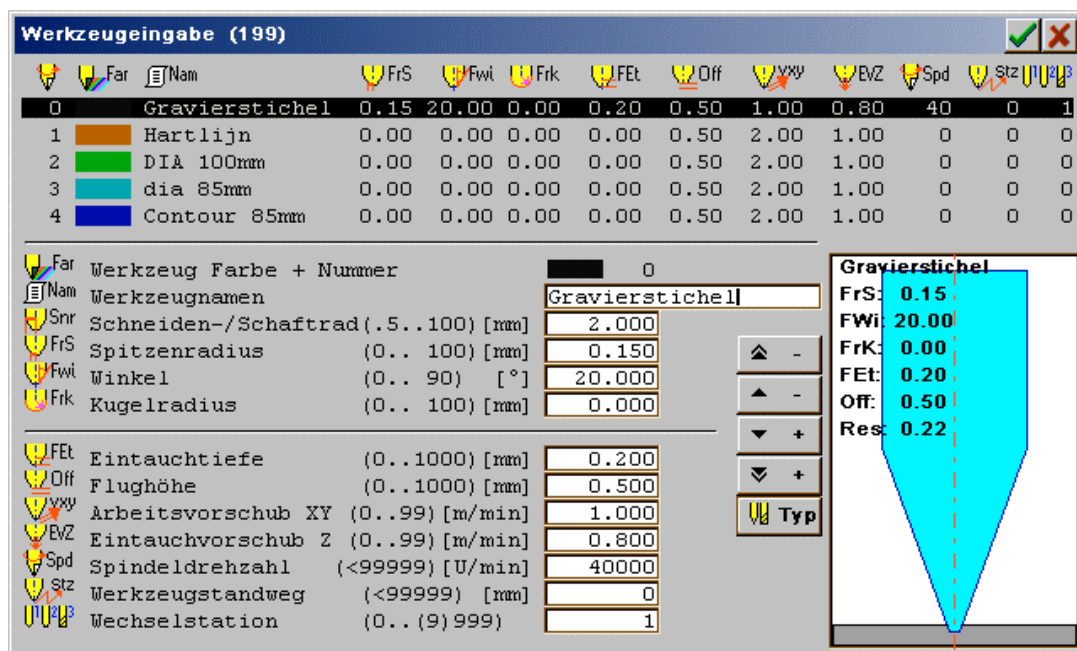 Werkzeugeingabe (199)
Far Nam FrS Fwi Frk FEt Off Vxy EvZ Spd Stz 1 2 3
0 Gravierstichel 0.15 20.00 0.00 0.20 0.50 1.00 0.80 40 0 1
1 Hartlijn 0.00 0.00 0.00 0.00 0.50 2.00 1.00 0 0 0
2 DIA 100mm 0.00 0.00 0.00 0.00 0.50 2.00 1.00 0 0 0
3 dia 85mm 0.00 0.00 0.00 0.00 0.50 2.00 1.00 0 0 0
4 Contour 85mm 0.00 0.00 0.00 0.00 0.50 2.00 1.00 0 0 0
Far Werkzeug Farbe + Nummer 0
Nam Werkzeugnamen Gravierstichel
Snr Schneiden-/Schaftrad(.5..100)[mm] 2.000
FrS Spitzenradius (0.. 100)[mm] 0.150
Fwi Winkel (0.. 90) [°] 20.000
Frk Kugelradius (0.. 100)[mm] 0.000
FEt Eintauchtiefe (0..1000)[mm] 0.200
Off Flughöhe (0..1000)[mm] 0.500
Vxy Arbeitsvorschub XY (0..99)[m/min] 1.000
EvZ Eintauchvorschub Z (0..99)[m/min] 0.800
Spd Spindeldrehzahl (<99999)[U/min] 40000
Stz Werkzeugstandweg (<99999) [mm] 0
1 2 3 Wechselstation (0..(9)999) 1
-
-
+
+
Typ
Gravierstichel
FrS: 0.15
FWi: 20.00
FrK: 0.00
FEt: 0.20
Off: 0.50
Res: 0.22